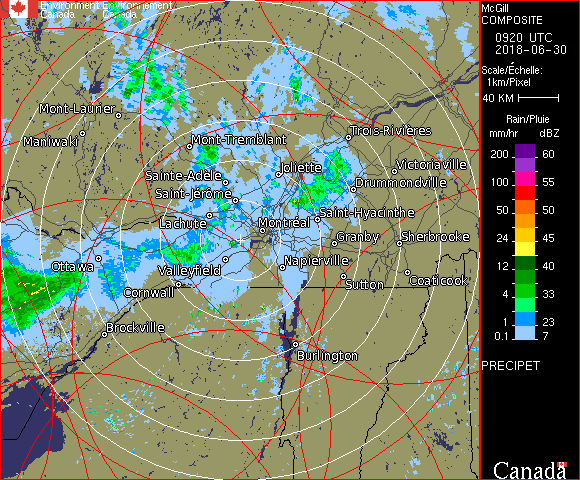 Environment Environnement
Canada Canada
McGill
COMPOSITE
0920 UTC
2018-06-30
Scale/Échelle:
1km/Pixel
40 KM
Rain/Pluie
mm/hr dBZ
200 60
100 55
50 50
24 45
12 40
4 33
1 23
0.1 7
PRECIPET
Canada
Mont-Laurier
Maniwaki
Mont-Tremblant
Trois-Rivières
Joliette
Victoriaville
Sainte-Adèle
Drummondville
Saint-Jérôme
Saint-Hyacinthe
Lachute
Montréal
Granby
Sherbrooke
Ottawa
Valleyfield
Napierville
Cornwall
Sutton
Coaticook
Brockville
Burlington